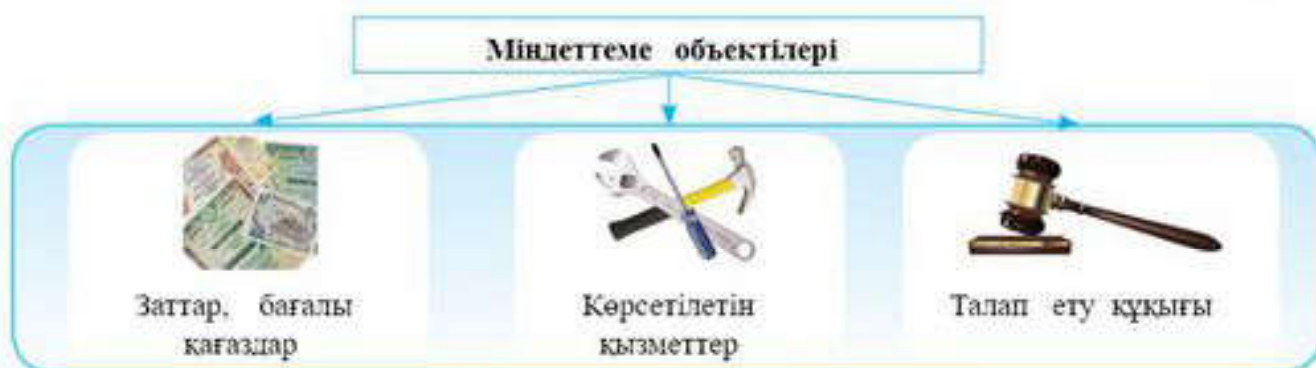 Міндеттеме объектілері
Заттар, бағалы
қағаздар
Көрсетілетін
қызметтер
Талап ету құқығы